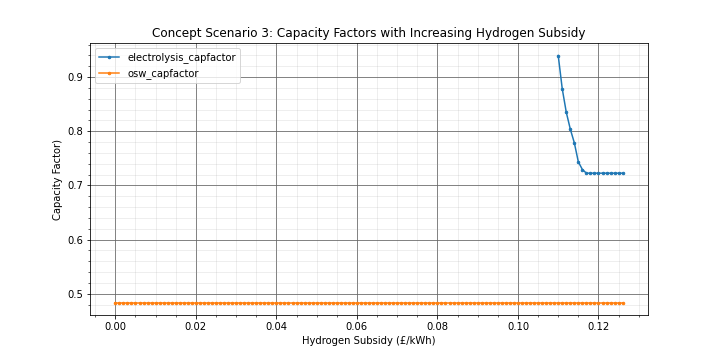 Concept Scenario 3: Capacity Factors with Increasing Hydrogen Subsidy
electrolysis_capfactor
osw_capfactor
Capacity Factor)
0.9
0.8
0.7
0.6
0.5
0.00 0.02 0.04 0.06 0.08 0.10 0.12
Hydrogen Subsidy (£/kWh)